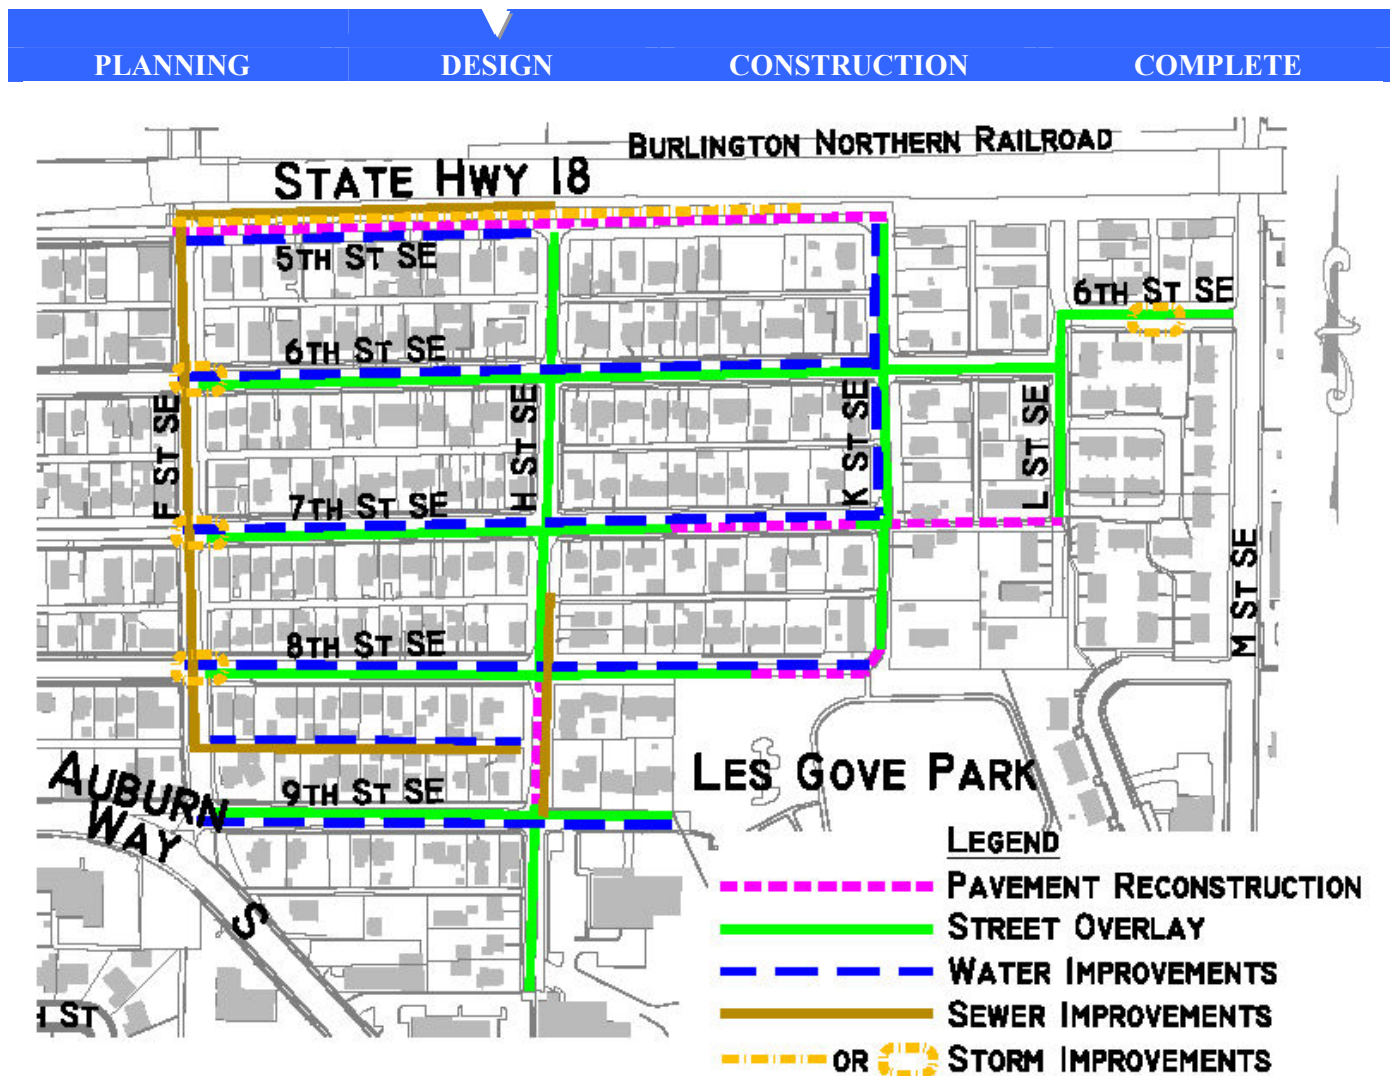 PLANNING DESIGN CONSTRUCTION COMPLETE
BURLINGTON NORTHERN RAILROAD
STATE HWY 18
5TH ST SE
6TH ST SE
6TH ST SE
F ST SE
H ST SE
K ST SE
L ST SE
7TH ST SE
M ST SE
8TH ST SE
AUBURN
WAY
S
9TH ST SE
LES GOVE PARK
LEGEND
PAVEMENT RECONSTRUCTION
STREET OVERLAY
WATER IMPROVEMENTS
SEWER IMPROVEMENTS
OR STORM IMPROVEMENTS
ST